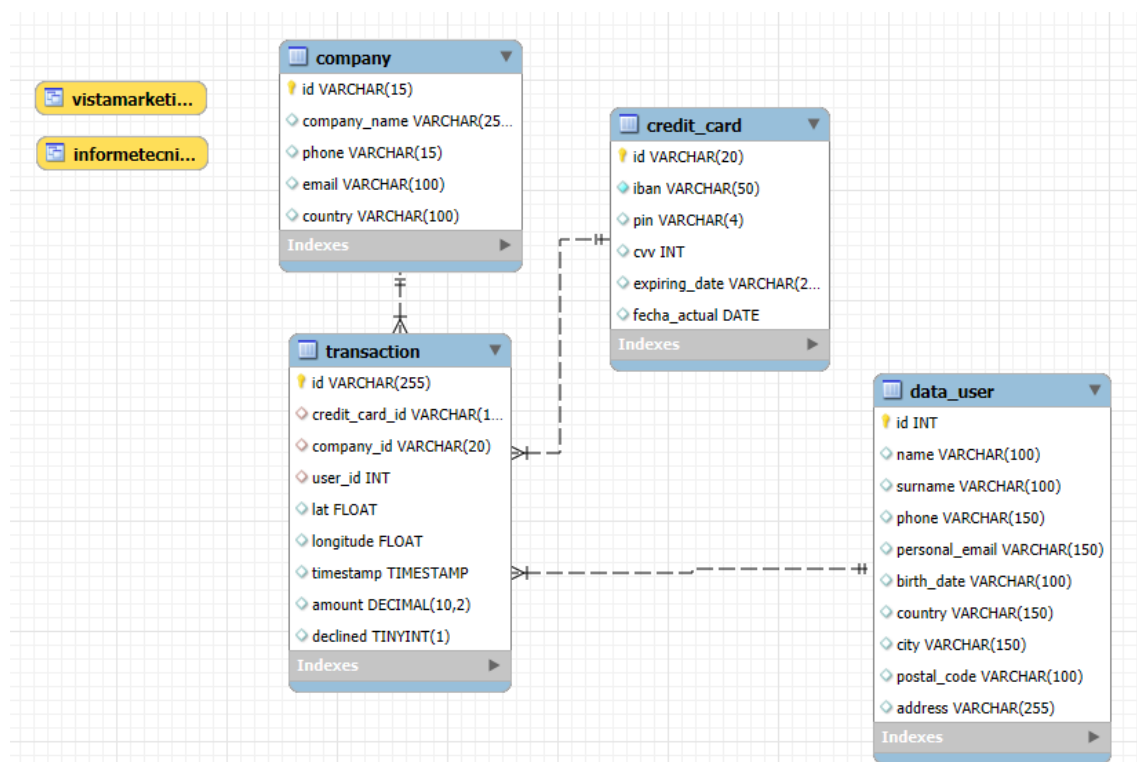 vistamarketi...
informetecni...
company
id VARCHAR(15)
company_name VARCHAR(25...
phone VARCHAR(15)
email VARCHAR(100)
country VARCHAR(100)
Indexes
credit_card
id VARCHAR(20)
iban VARCHAR(50)
pin VARCHAR(4)
cvv INT
expiring_date VARCHAR(2...
fecha_actual DATE
Indexes
transaction
id VARCHAR(255)
credit_card_id VARCHAR(1...
company_id VARCHAR(20)
user_id INT
lat FLOAT
longitude FLOAT
timestamp TIMESTAMP
amount DECIMAL(10,2)
declined TINYINT(1)
Indexes
data_user
id INT
name VARCHAR(100)
surname VARCHAR(100)
phone VARCHAR(150)
personal_email VARCHAR(150)
birth_date VARCHAR(100)
country VARCHAR(150)
city VARCHAR(150)
postal_code VARCHAR(100)
address VARCHAR(255)
Indexes